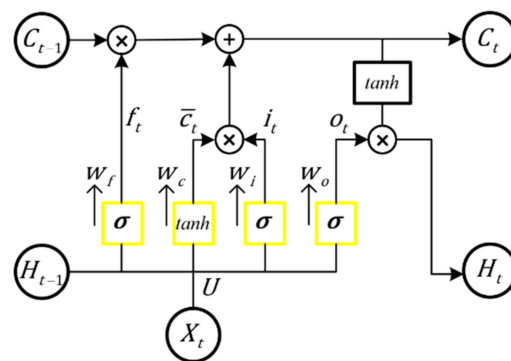 C_{t-1} × + C_t
tanh
f_t c̅_t × i_t o_t ×
W_f W_c W_i W_o
σ tanh σ σ
H_{t-1} H_t
U
X_t